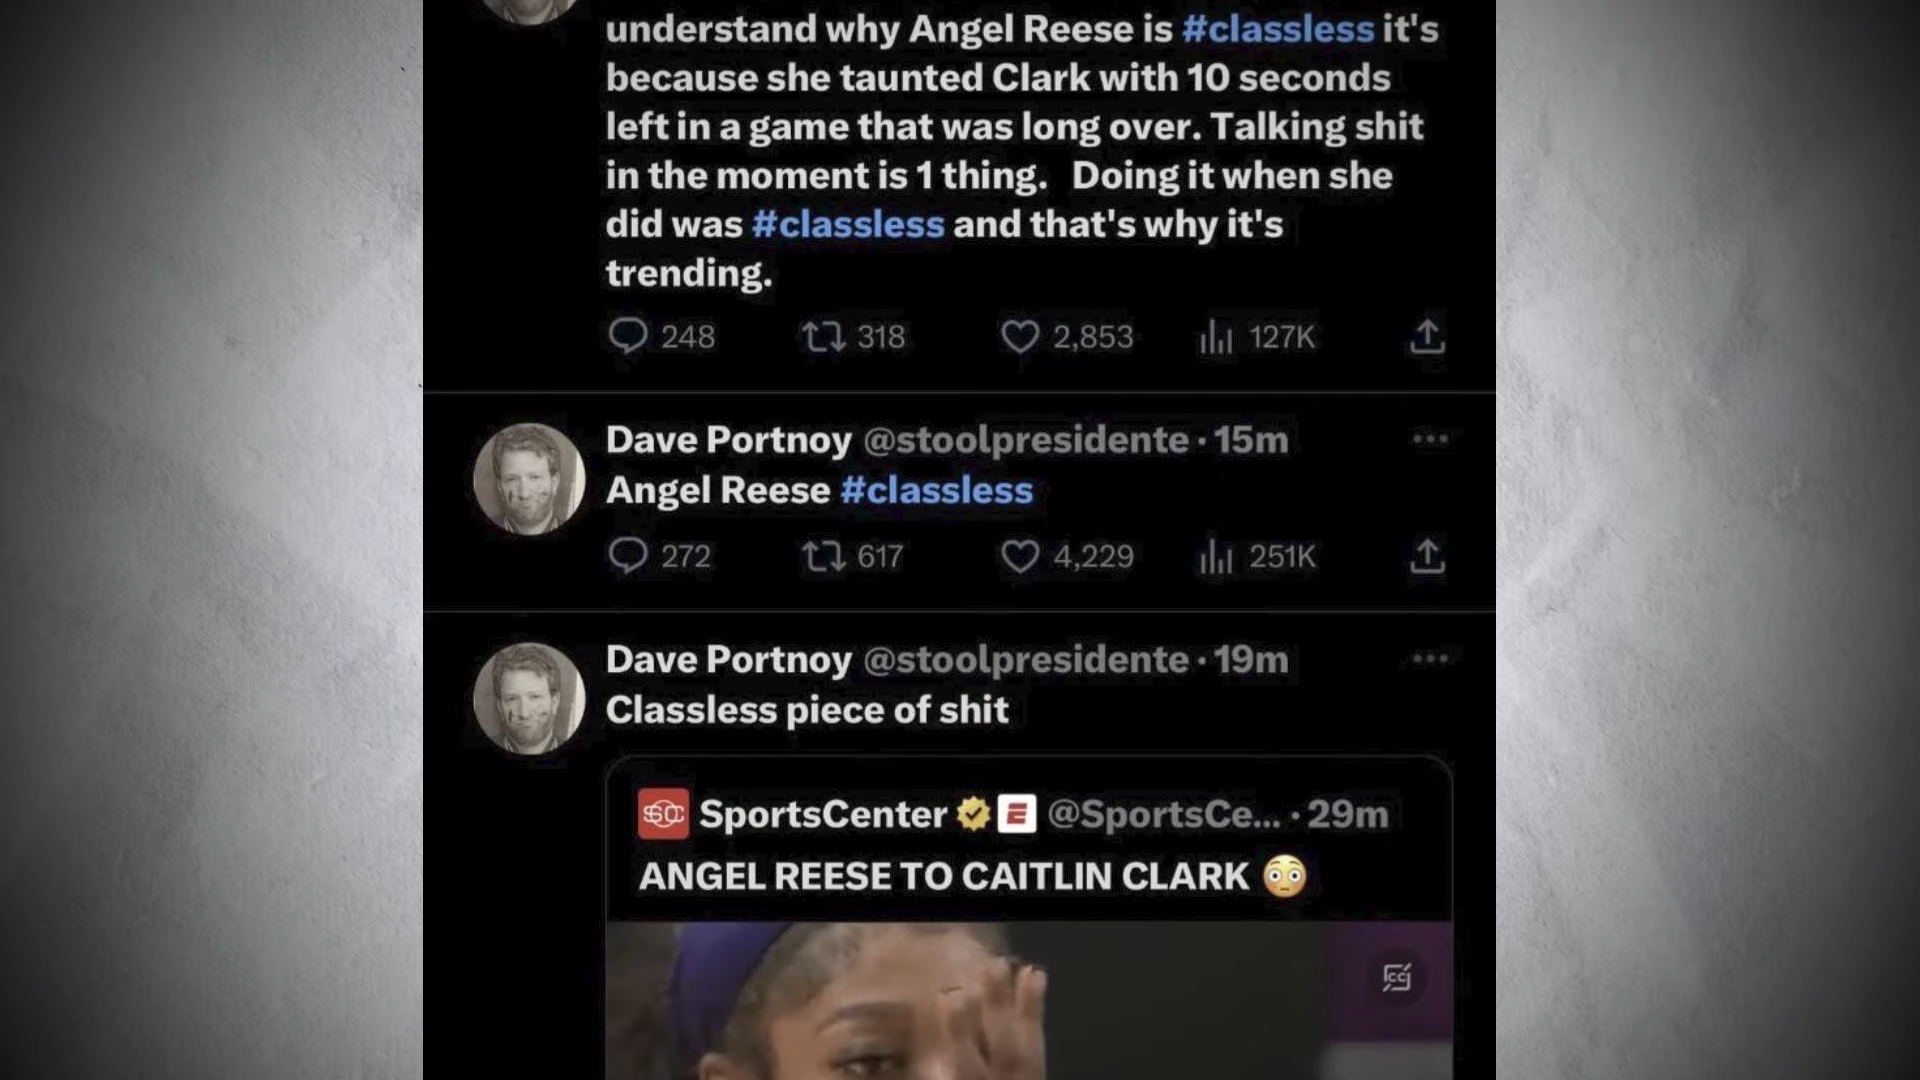 understand why Angel Reese is #classless it's
because she taunted Clark with 10 seconds
left in a game that was long over. Talking shit
in the moment is 1 thing. Doing it when she
did was #classless and that's why it's
trending.
248 318 2,853 127K
Dave Portnoy @stoolpresidente · 15m
Angel Reese #classless
272 617 4,229 251K
Dave Portnoy @stoolpresidente · 19m
Classless piece of shit
SC SportsCenter E @SportsCe... · 29m
ANGEL REESE TO CAITLIN CLARK 😳
CC